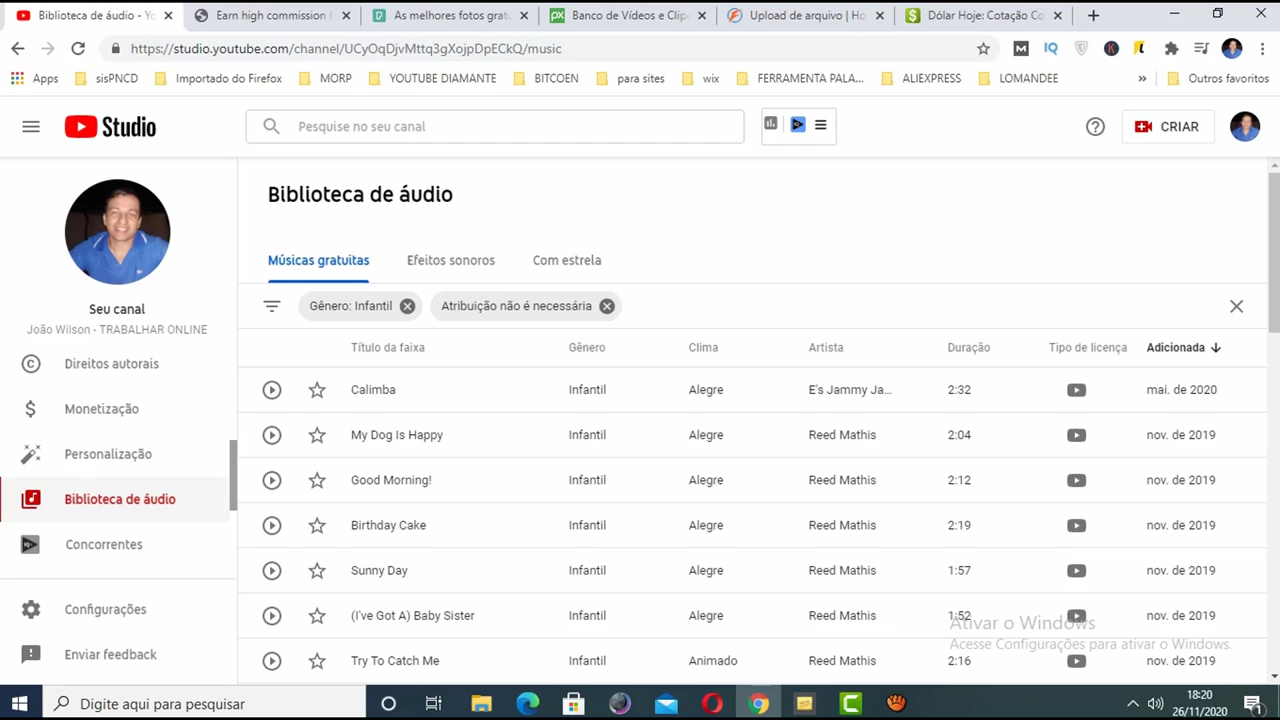 Biblioteca de áudio - Yo
Earn high commission f
As melhores fotos gratu
Banco de Vídeos e Clip
Upload de arquivo | Ho
Dólar Hoje: Cotação Co
https://studio.youtube.com/channel/UCyOqDjvMttq3gXojpDpECkQ/music
Apps sisPNCD Importado do Firefox MORP YOUTUBE DIAMANTE BITCOEN para sites wix FERRAMENTA PALA... ALIEXPRESS LOMANDEE » Outros favoritos
Studio
Pesquise no seu canal
CRIAR
Seu canal
João Wilson - TRABALHAR ONLINE
Direitos autorais
Monetização
Personalização
Biblioteca de áudio
Concorrentes
Configurações
Enviar feedback
Biblioteca de áudio
Músicas gratuitas Efeitos sonoros Com estrela
Gênero: Infantil Atribuição não é necessária
Título da faixa Gênero Clima Artista Duração Tipo de licença Adicionada
Calimba Infantil Alegre E's Jammy Ja... 2:32 mai. de 2020
My Dog Is Happy Infantil Alegre Reed Mathis 2:04 nov. de 2019
Good Morning! Infantil Alegre Reed Mathis 2:12 nov. de 2019
Birthday Cake Infantil Alegre Reed Mathis 2:19 nov. de 2019
Sunny Day Infantil Alegre Reed Mathis 1:57 nov. de 2019
(I've Got A) Baby Sister Infantil Alegre Reed Mathis 1:52 nov. de 2019
Try To Catch Me Infantil Animado Reed Mathis 2:16 nov. de 2019
Ativar o Windows
Acesse Configurações para ativar o Windows.
Digite aqui para pesquisar
18:20
26/11/2020